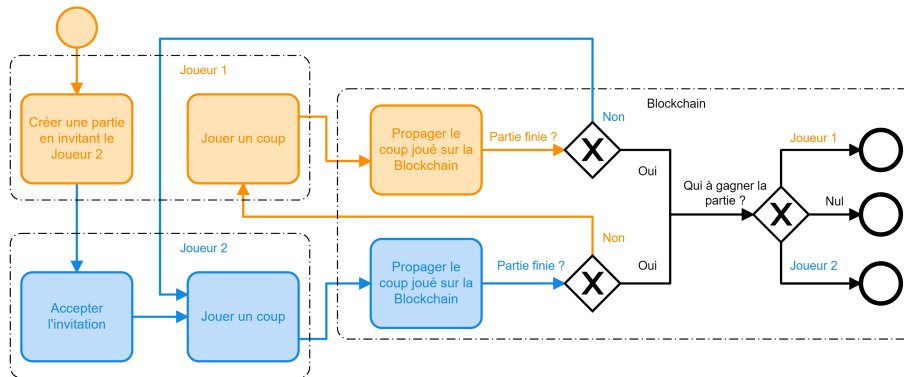 Joueur 1
Créer une partie
en invitant le
Joueur 2
Jouer un coup
Joueur 2
Accepter
l'invitation
Jouer un coup
Blockchain
Propager le
coup joué sur la
Blockchain
Partie finie ?
Non
Oui
Propager le
coup joué sur la
Blockchain
Partie finie ?
Non
Oui
Qui à gagner la
partie ?
Joueur 1
Nul
Joueur 2